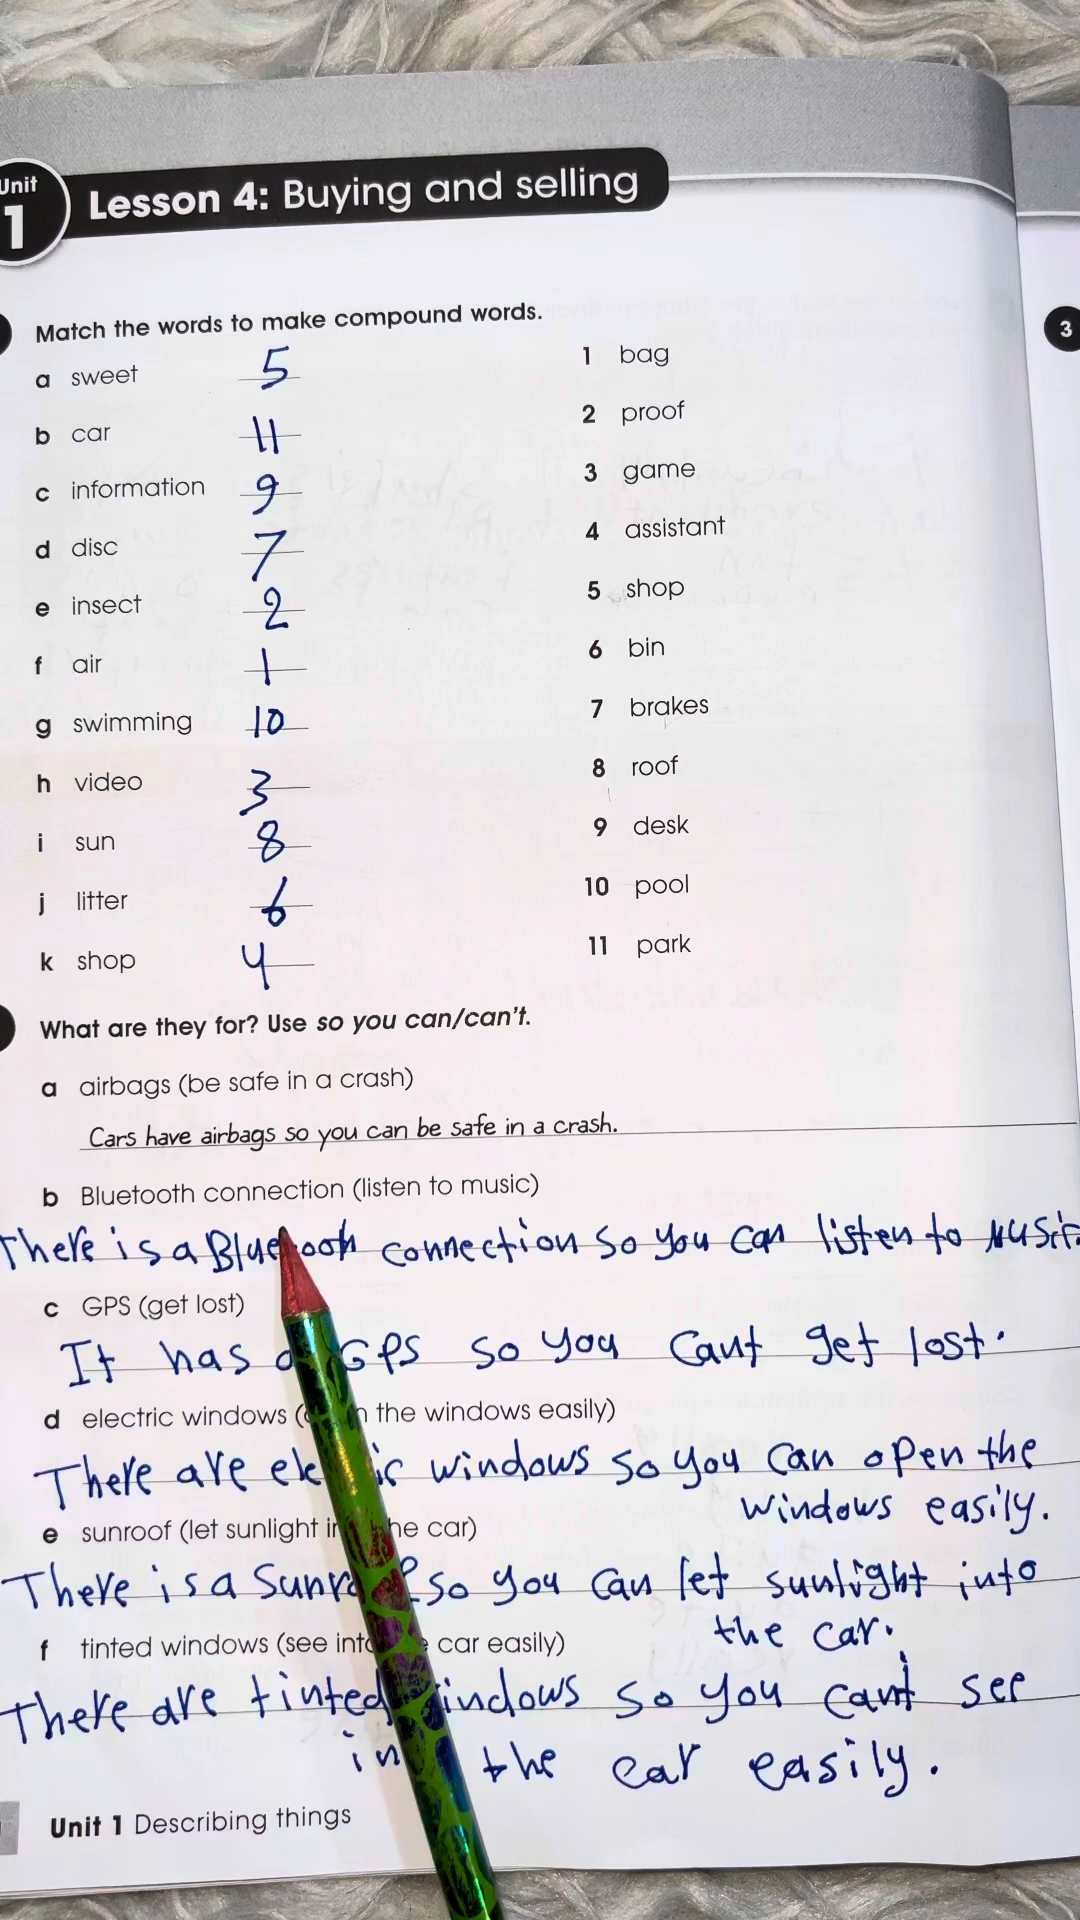 Unit
1
Lesson 4: Buying and selling
Match the words to make compound words.
a sweet 5
b car 11
c information 9
d disc 7
e insect 2
f air 1
g swimming 10
h video 3
i sun 8
j litter 6
k shop 4
1 bag
2 proof
3 game
4 assistant
5 shop
6 bin
7 brakes
8 roof
9 desk
10 pool
11 park
3
What are they for? Use so you can/can't.
a airbags (be safe in a crash)
Cars have airbags so you can be safe in a crash.
b Bluetooth connection (listen to music)
There is a Bluetooth connection so you can listen to music
c GPS (get lost)
It has a GPS so you cant get lost.
d electric windows ( the windows easily)
There are windows so you can open the
windows easily.
e sunroof (let sunlight car)
There is a so you can let sunlight into
the car.
f tinted windows (see car easily)
There are tinted windows so you can't see
the car easily.
Unit 1 Describing things